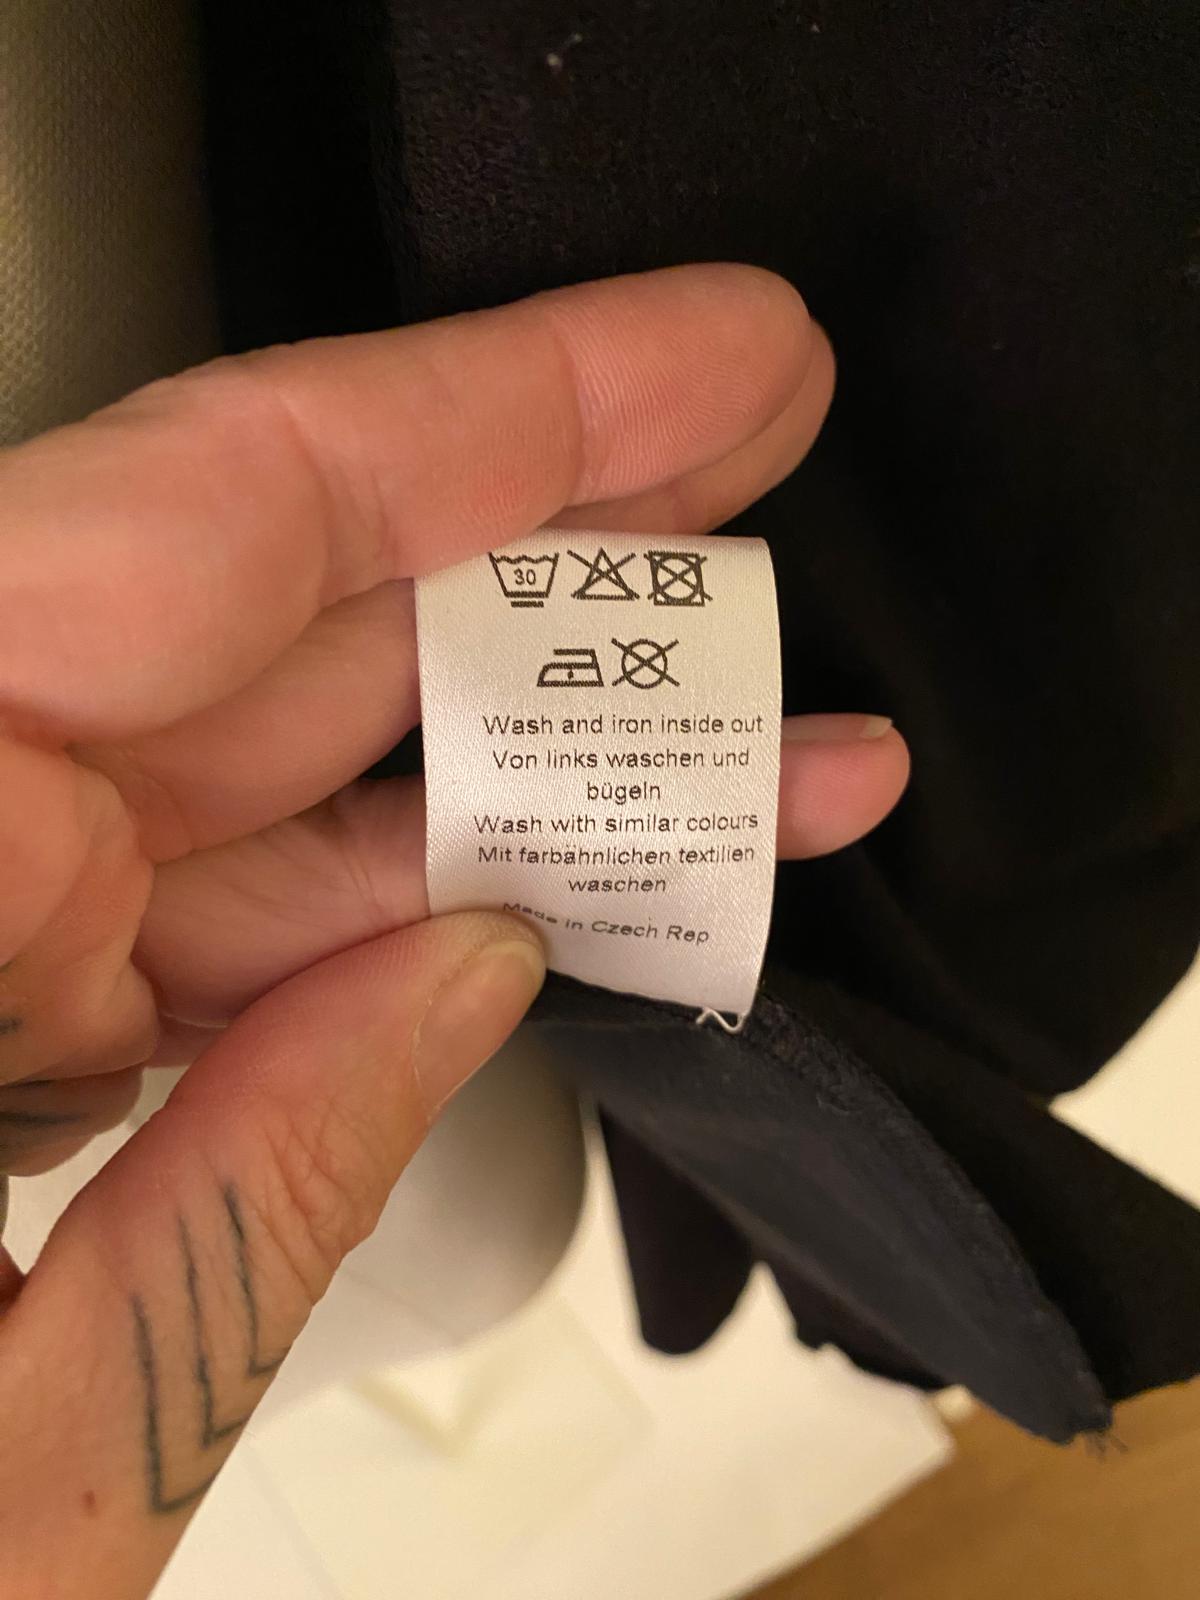 30
Wash and iron inside out
Von links waschen und
bügeln
Wash with similar colours
Mit farbähnlichen textilien
waschen
Made in Czech Rep